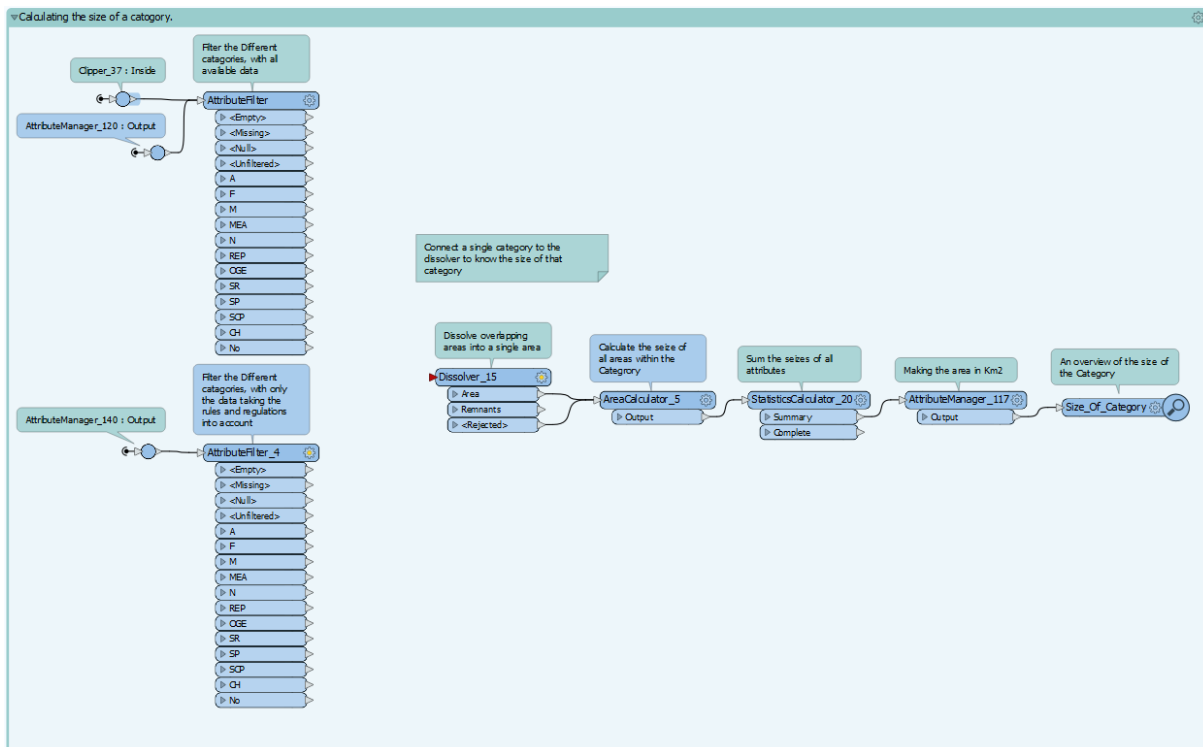 Calculating the size of a catogory.
Filter the Different
catagories, with all
available data
Clipper_37 : Inside
AttributeFilter
AttributeManager_120 : Output
<Empty>
<Missing>
<Null>
<Unfiltered>
A
F
M
MEA
N
REP
OGE
SR
SP
SCP
CH
No
Connect a single category to the
dissolver to know the size of that
category
Dissolve overlapping
areas into a single area
Dissolver_15
Area
Remnants
<Rejected>
Calculate the seize of
all areas within the
Categrory
AreaCalculator_5
Output
Sum the seizes of all
attributes
StatisticsCalculator_20
Summary
Complete
Making the area in Km2
AttributeManager_117
Output
An overview of the size of
the Category
Size_Of_Category
Filter the Different
catagories, with only
the data taking the
rules and regulations
into account
AttributeManager_140 : Output
AttributeFilter_4
<Empty>
<Missing>
<Null>
<Unfiltered>
A
F
M
MEA
N
REP
OGE
SR
SP
SCP
CH
No